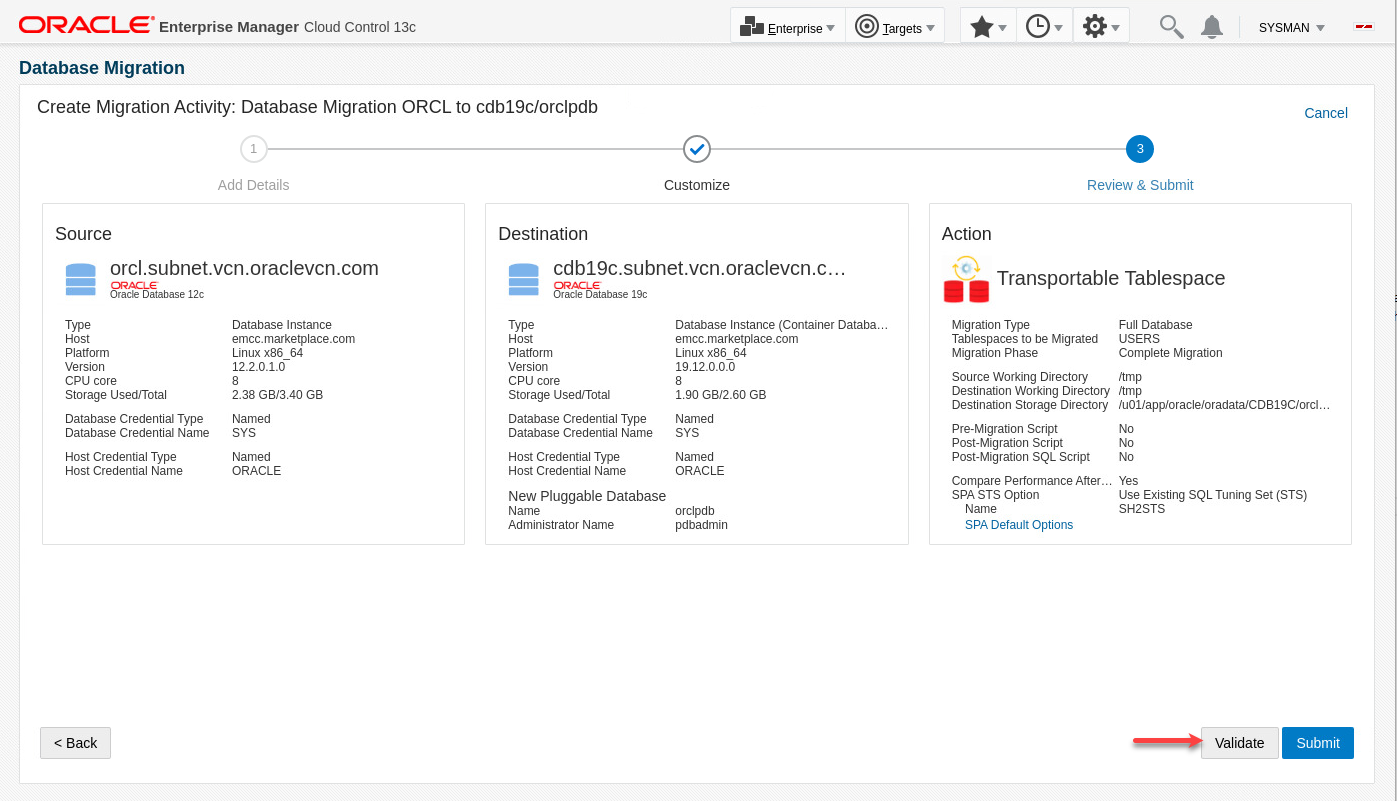 ORACLE Enterprise Manager Cloud Control 13c
Enterprise
Targets
SYSMAN
Database Migration
Create Migration Activity: Database Migration ORCL to cdb19c/orclpdb
Cancel
1
3
Add Details
Customize
Review & Submit
Source
orcl.subnet.vcn.oraclevcn.com
ORACLE
Oracle Database 12c
Type Database Instance
Host emcc.marketplace.com
Platform Linux x86_64
Version 12.2.0.1.0
CPU core 8
Storage Used/Total 2.38 GB/3.40 GB
Database Credential Type Named
Database Credential Name SYS
Host Credential Type Named
Host Credential Name ORACLE
Destination
cdb19c.subnet.vcn.oraclevcn.c…
ORACLE
Oracle Database 19c
Type Database Instance (Container Databa…
Host emcc.marketplace.com
Platform Linux x86_64
Version 19.12.0.0.0
CPU core 8
Storage Used/Total 1.90 GB/2.60 GB
Database Credential Type Named
Database Credential Name SYS
Host Credential Type Named
Host Credential Name ORACLE
New Pluggable Database
Name orclpdb
Administrator Name pdbadmin
Action
Transportable Tablespace
Migration Type Full Database
Tablespaces to be Migrated USERS
Migration Phase Complete Migration
Source Working Directory /tmp
Destination Working Directory /tmp
Destination Storage Directory /u01/app/oracle/oradata/CDB19C/orcl…
Pre-Migration Script No
Post-Migration Script No
Post-Migration SQL Script No
Compare Performance After… Yes
SPA STS Option Use Existing SQL Tuning Set (STS)
Name SH2STS
SPA Default Options
< Back
Validate
Submit